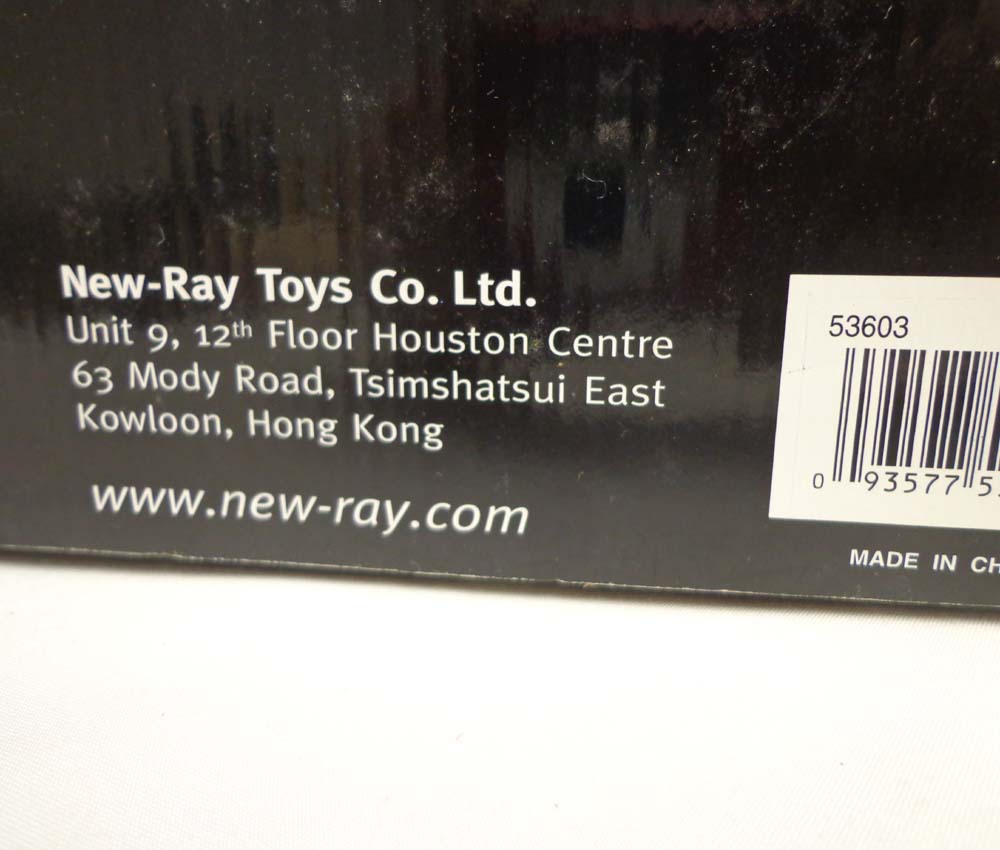 New-Ray Toys Co. Ltd.
Unit 9, 12th Floor Houston Centre
63 Mody Road, Tsimshatsui East
Kowloon, Hong Kong
www.new-ray.com
53603
0 93577 5
MADE IN CH